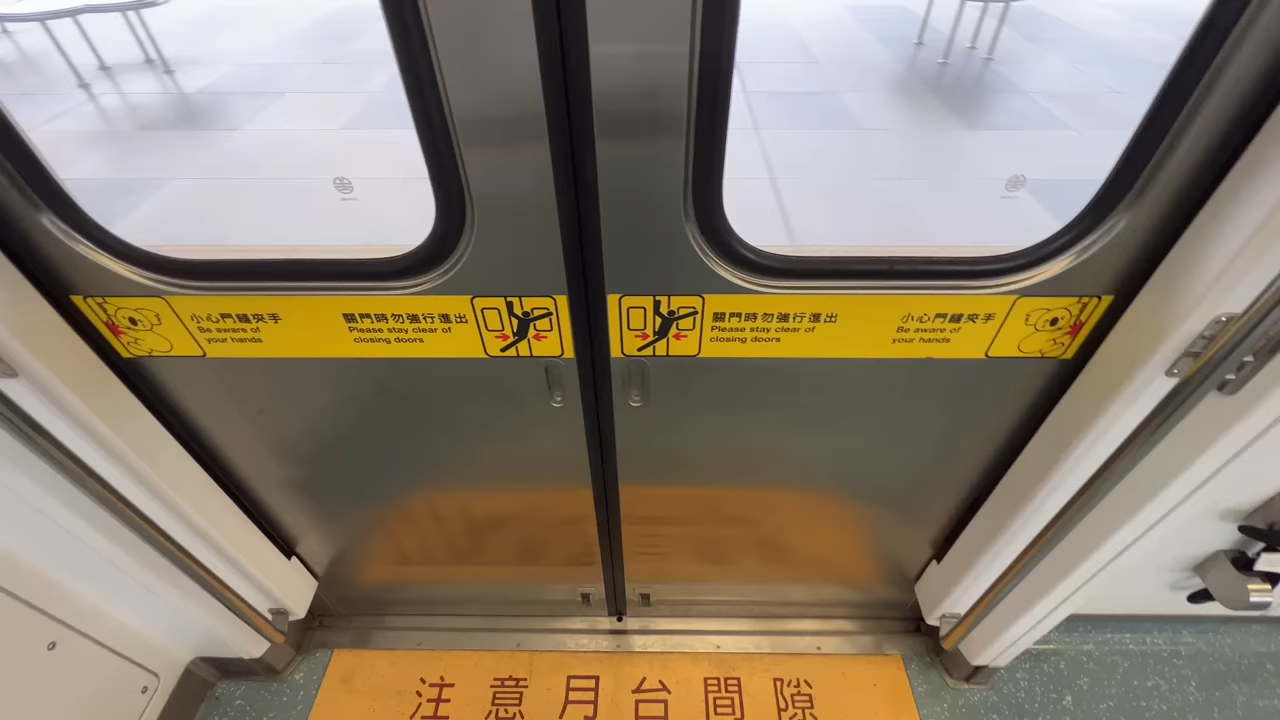 小心門縫夾手
Be aware of
your hands
關門時勿強行進出
Please stay clear of
closing doors
關門時勿強行進出
Please stay clear of
closing doors
小心門縫夾手
Be aware of
your hands
注意月台間隙